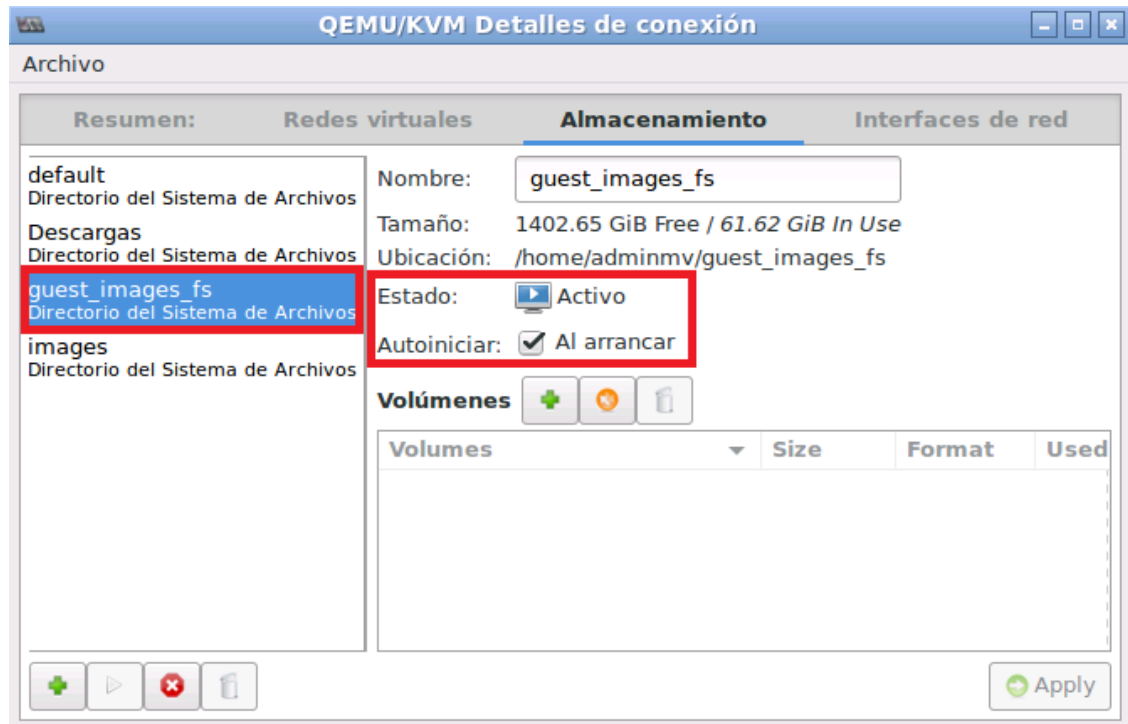 QEMU/KVM Detalles de conexión
Archivo
Resumen: Redes virtuales Almacenamiento Interfaces de red
default
Directorio del Sistema de Archivos
Descargas
Directorio del Sistema de Archivos
guest_images_fs
Directorio del Sistema de Archivos
images
Directorio del Sistema de Archivos
Nombre: guest_images_fs
Tamaño: 1402.65 GiB Free / 61.62 GiB In Use
Ubicación: /home/adminmv/guest_images_fs
Estado: Activo
Autoiniciar: Al arrancar
Volúmenes
Volumes Size Format Used
Apply